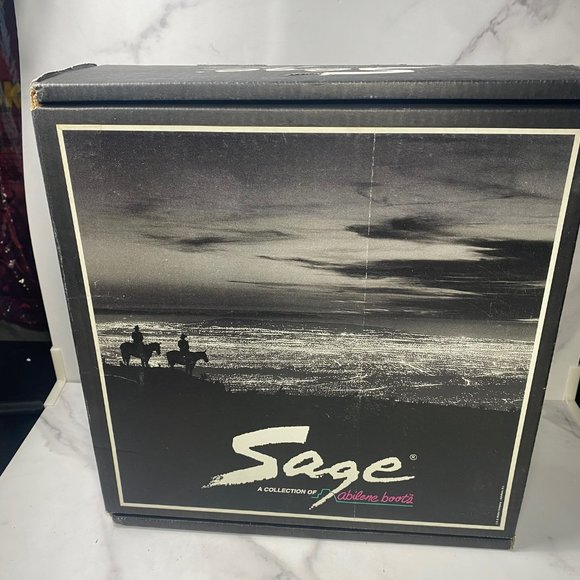 Sage®
A COLLECTION OF abilene boots